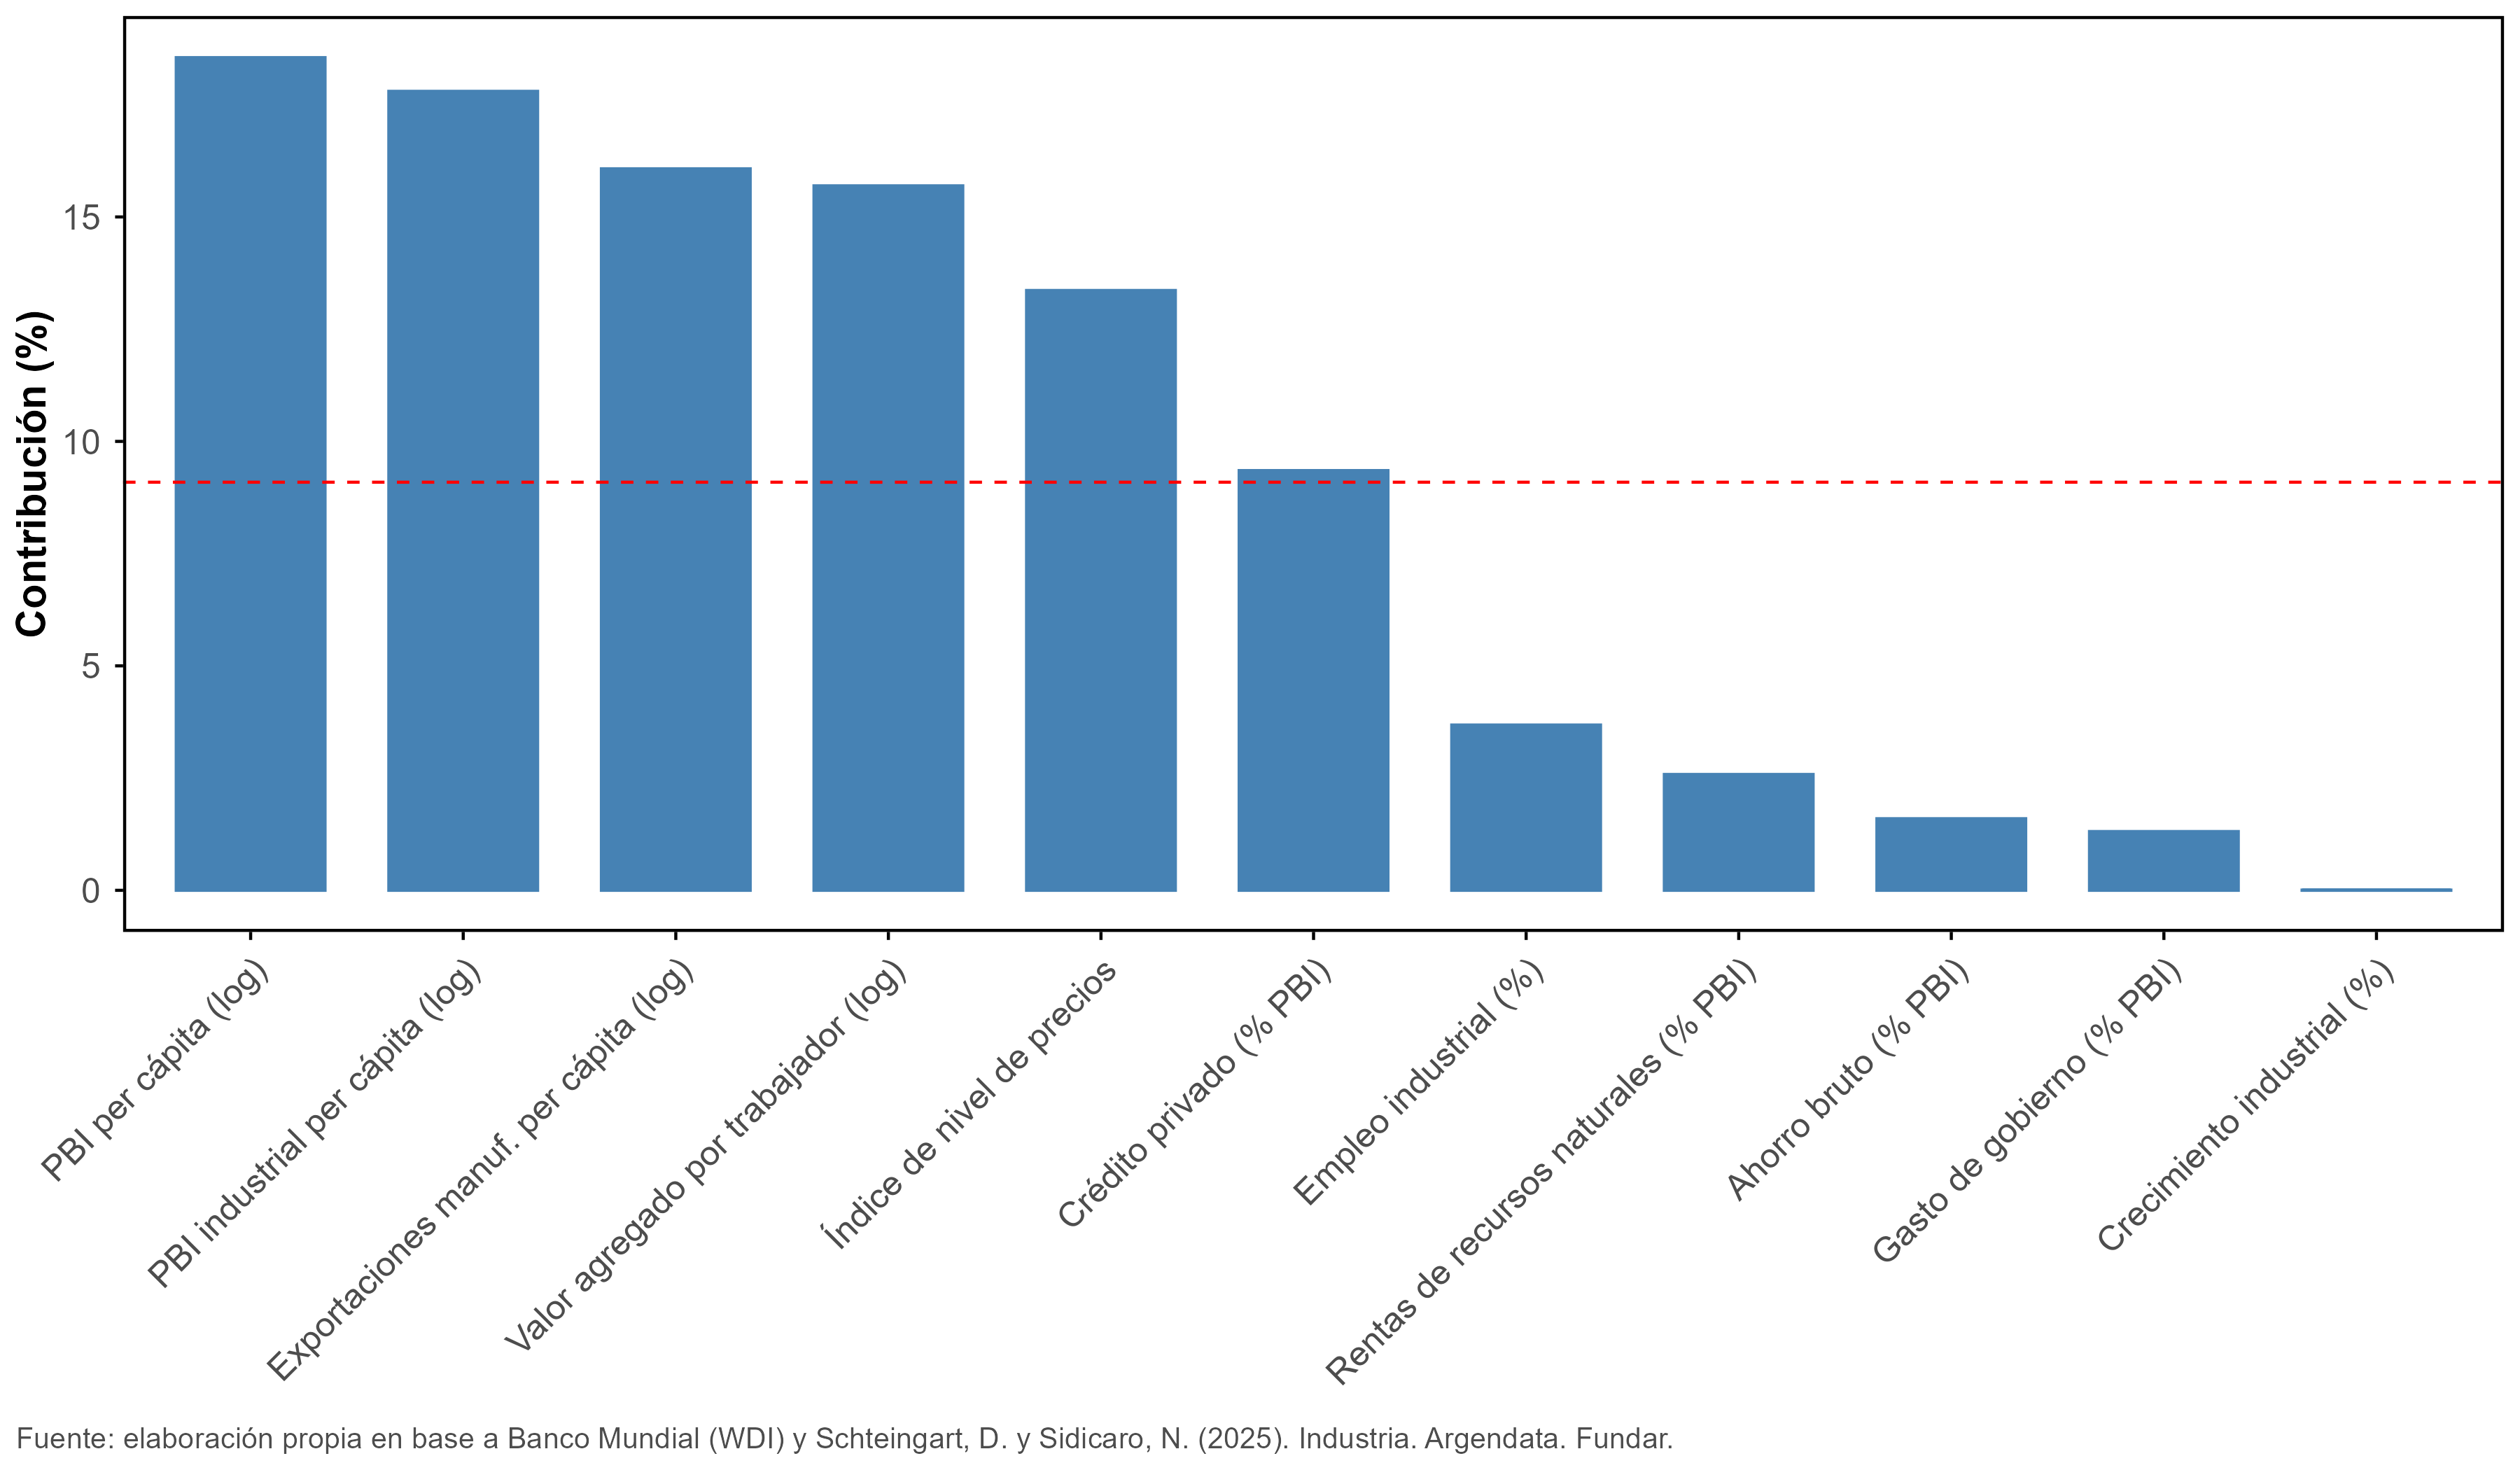 Contribución (%)
15
10
5
0
PBI per cápita (log)
PBI industrial per cápita (log)
Exportaciones manuf. per cápita (log)
Valor agregado por trabajador (log)
Índice de nivel de precios
Crédito privado (% PBI)
Empleo industrial (%)
Rentas de recursos naturales (% PBI)
Ahorro bruto (% PBI)
Gasto de gobierno (% PBI)
Crecimiento industrial (%)
Fuente: elaboración propia en base a Banco Mundial (WDI) y Schteingart, D. y Sidicaro, N. (2025). Industria. Argendata. Fundar.